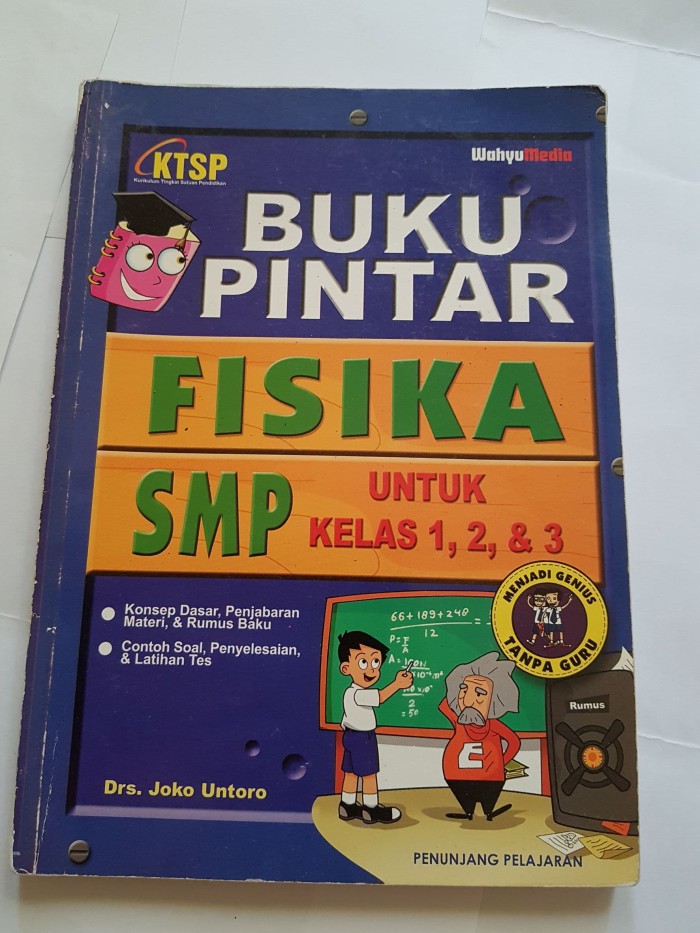 KTSP
Kurikulum Tingkat Satuan Pendidikan
WahyuMedia
BUKU
PINTAR
FISIKA
SMP
UNTUK
KELAS 1, 2, & 3
Konsep Dasar, Penjabaran
Materi, & Rumus Baku
Contoh Soal, Penyelesaian,
& Latihan Tes
MENJADI GENIUS
TANPA GURU
66+189+248
12
P = F
A
A =
2
= 50
E
Rumus
Drs. Joko Untoro
PENUNJANG PELAJARAN